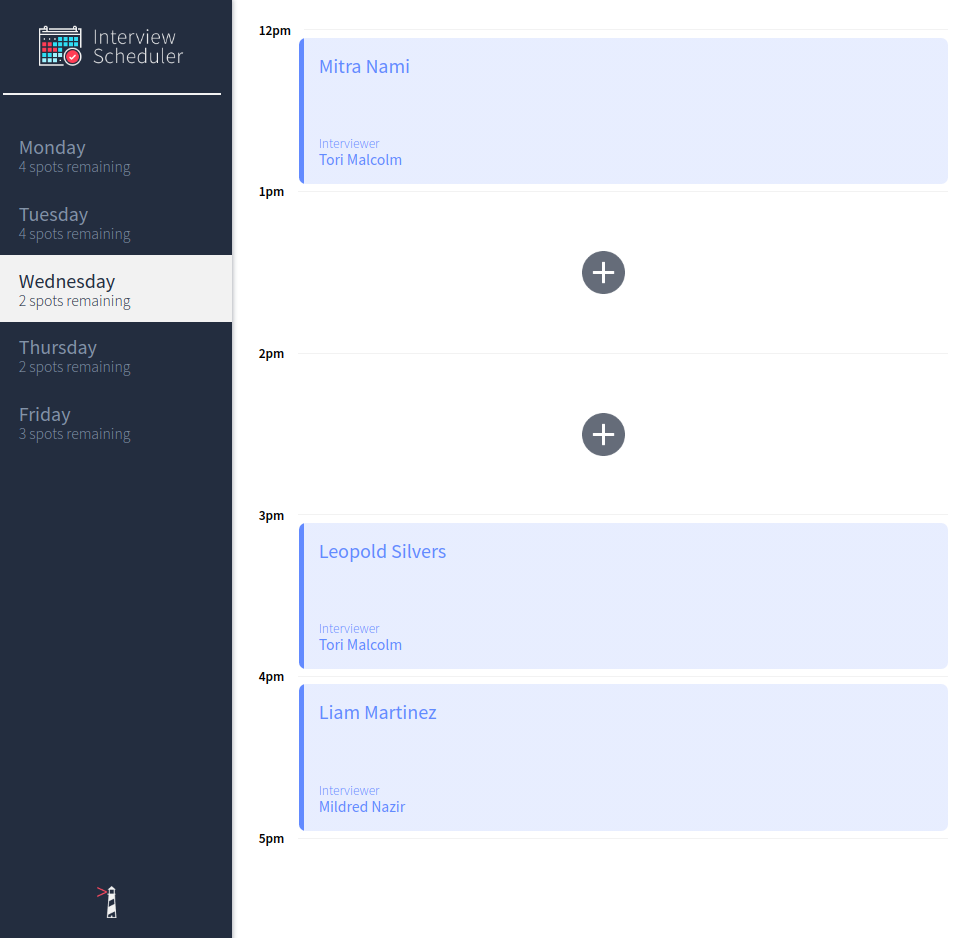 Interview
Scheduler
Monday
4 spots remaining
Tuesday
4 spots remaining
Wednesday
2 spots remaining
Thursday
2 spots remaining
Friday
3 spots remaining
12pm
Mitra Nami
Interviewer
Tori Malcolm
1pm
2pm
3pm
Leopold Silvers
Interviewer
Tori Malcolm
4pm
Liam Martinez
Interviewer
Mildred Nazir
5pm